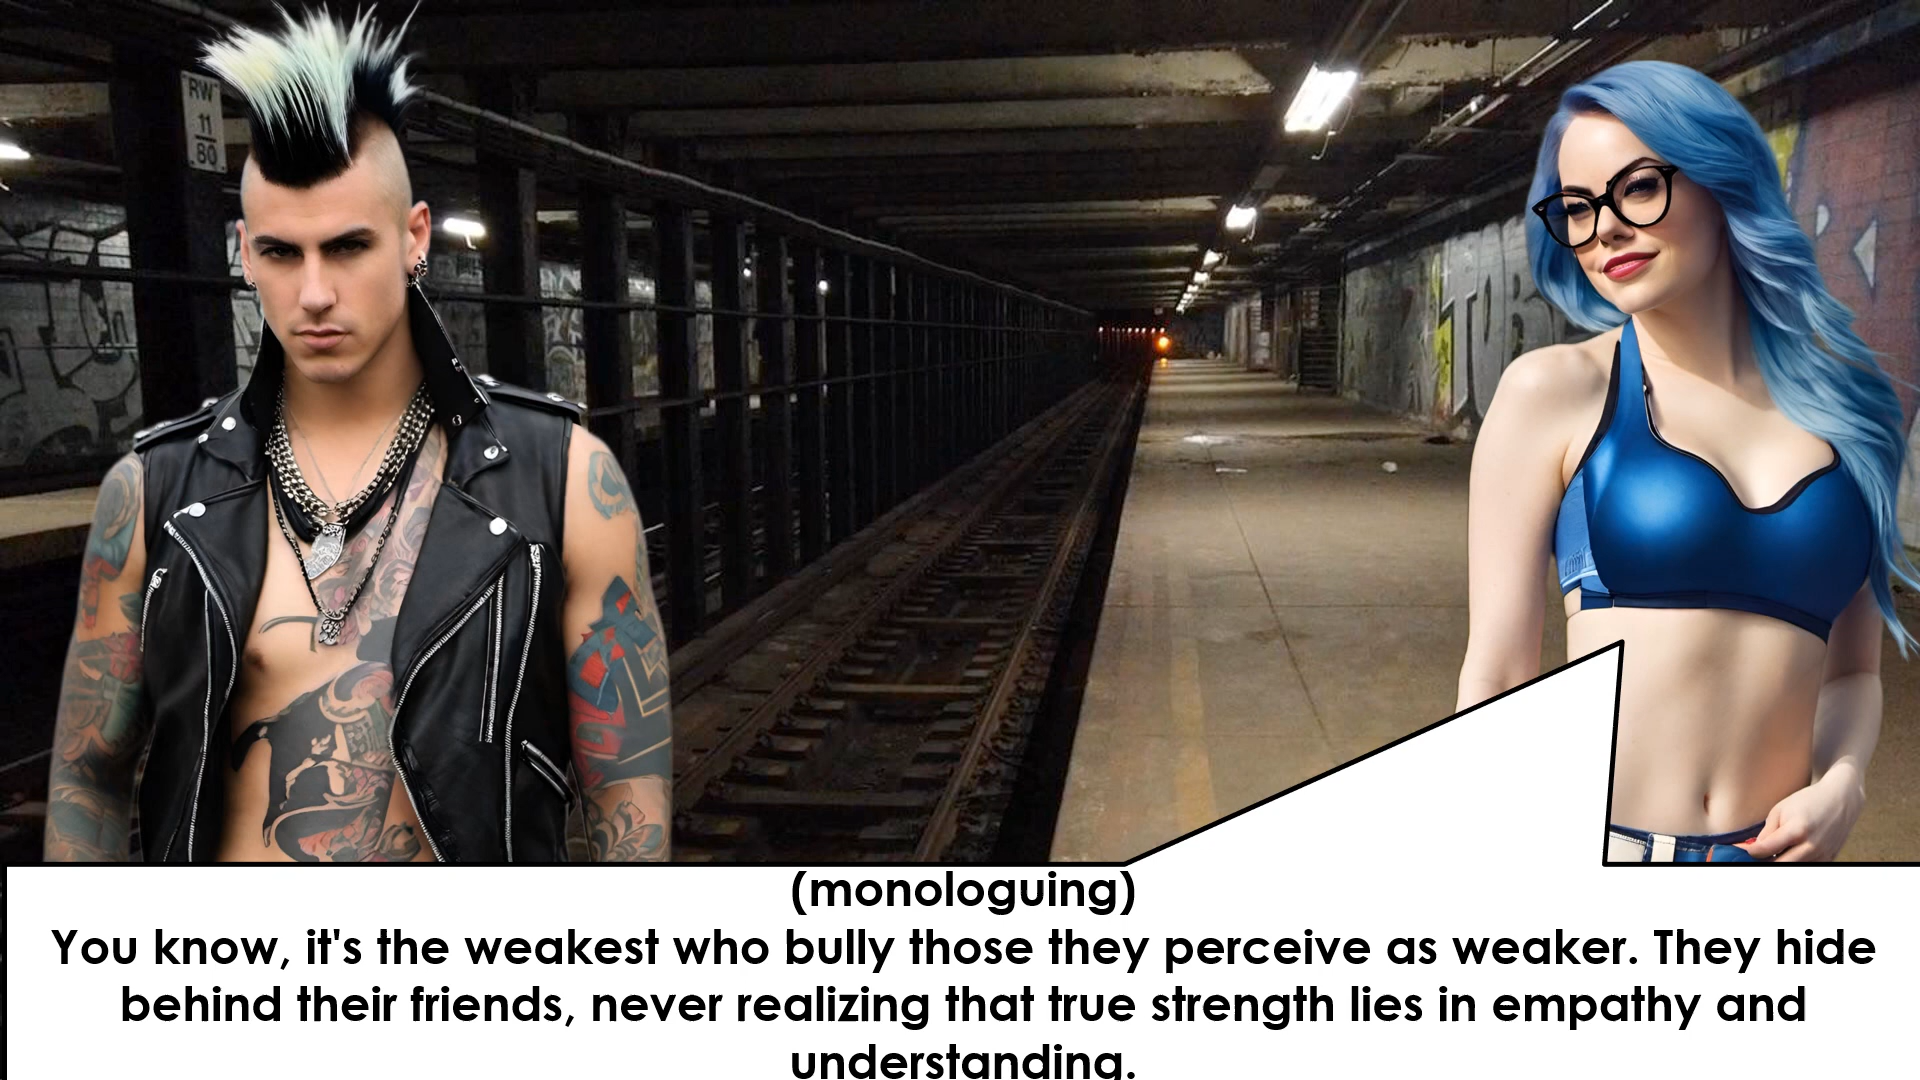 RW
11
80
TOR
(monologuing)
You know, it's the weakest who bully those they perceive as weaker. They hide
behind their friends, never realizing that true strength lies in empathy and
understanding.